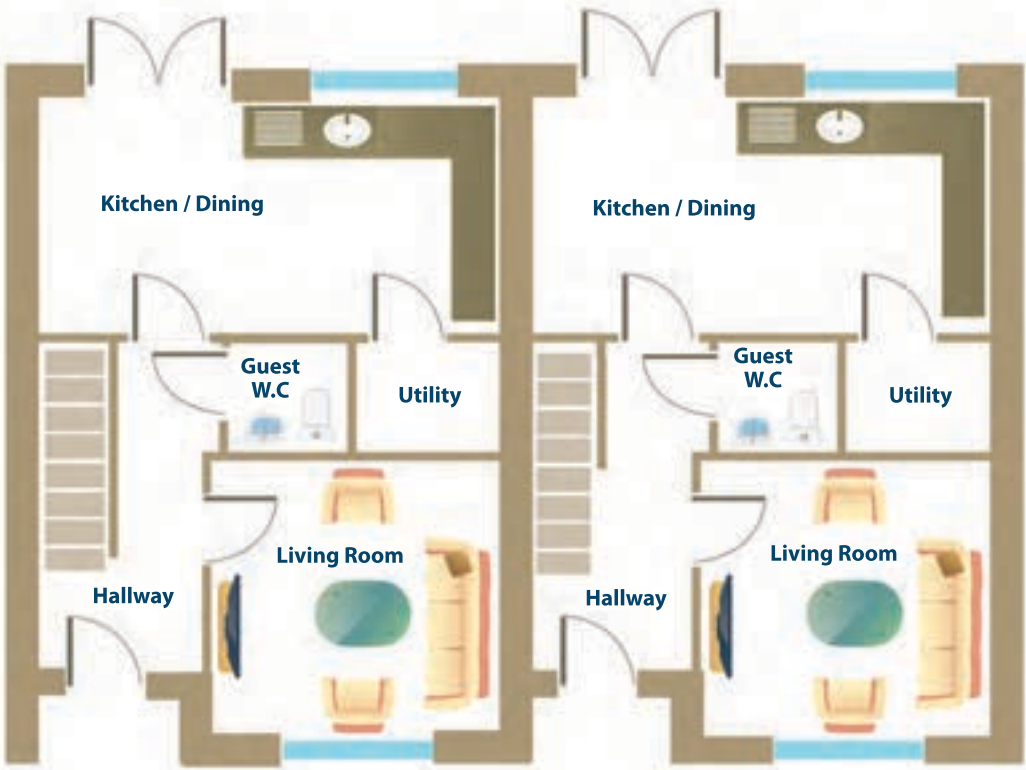 Kitchen / Dining
Guest
W.C
Utility
Living Room
Hallway
Kitchen / Dining
Guest
W.C
Utility
Living Room
Hallway